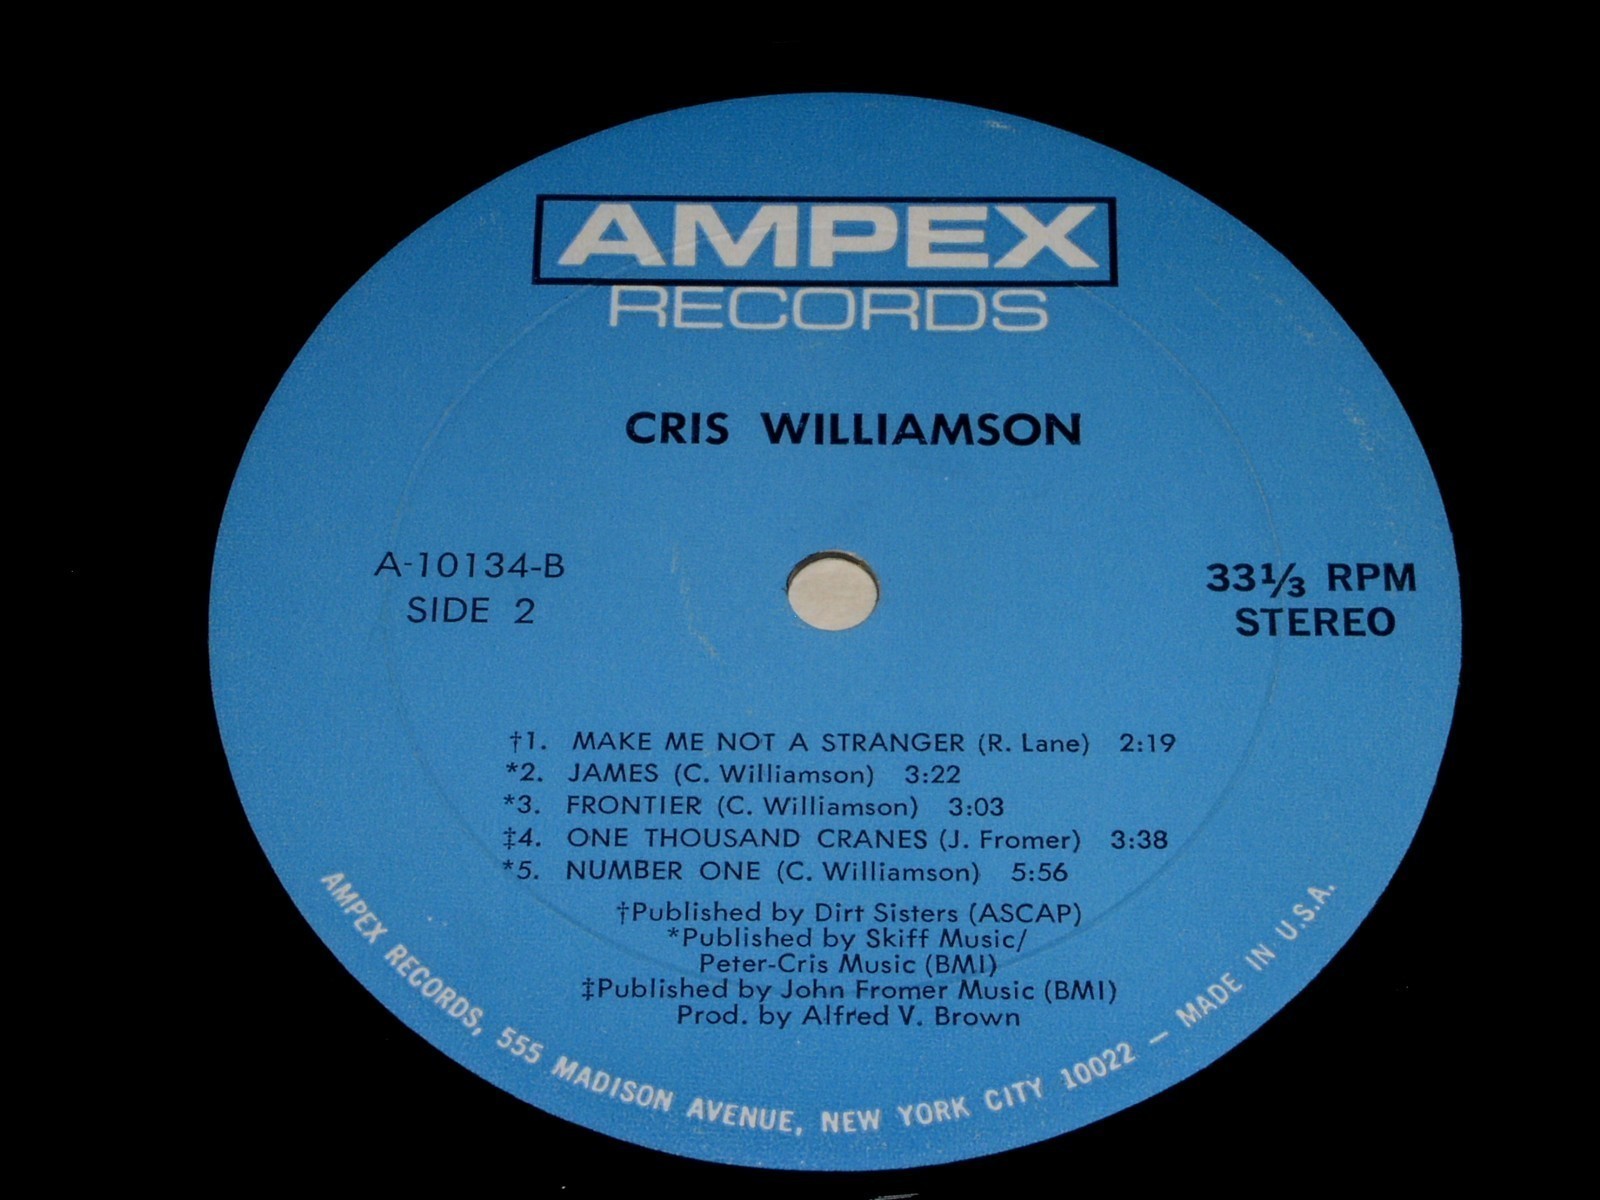 AMPEX
RECORDS
CRIS WILLIAMSON
A-10134-B
SIDE 2
33⅓ RPM
STEREO
†1. MAKE ME NOT A STRANGER (R. Lane) 2:19
*2. JAMES (C. Williamson) 3:22
*3. FRONTIER (C. Williamson) 3:03
‡4. ONE THOUSAND CRANES (J. Fromer) 3:38
*5. NUMBER ONE (C. Williamson) 5:56
†Published by Dirt Sisters (ASCAP)
*Published by Skiff Music/
Peter-Cris Music (BMI)
‡Published by John Fromer Music (BMI)
Prod. by Alfred V. Brown
AMPEX RECORDS, 555 MADISON AVENUE, NEW YORK CITY 10022 — MADE IN U.S.A.